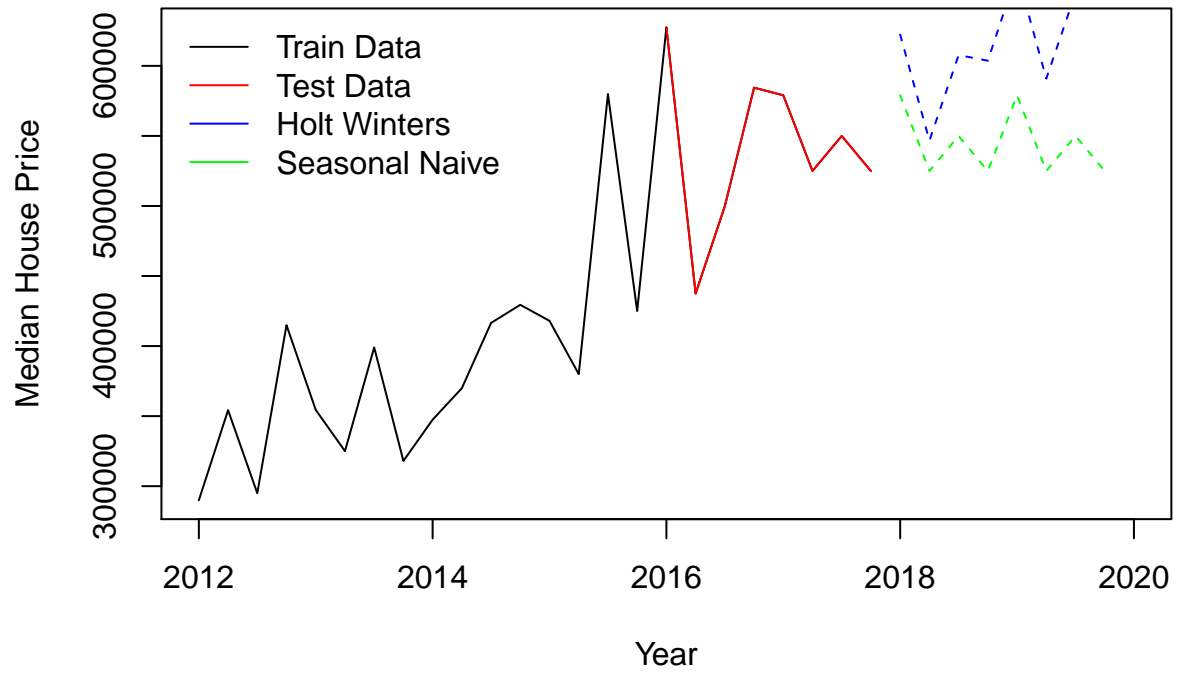 Train Data
Test Data
Holt Winters
Seasonal Naive
Median House Price
600000
500000
400000
300000
2012 2014 2016 2018 2020
Year